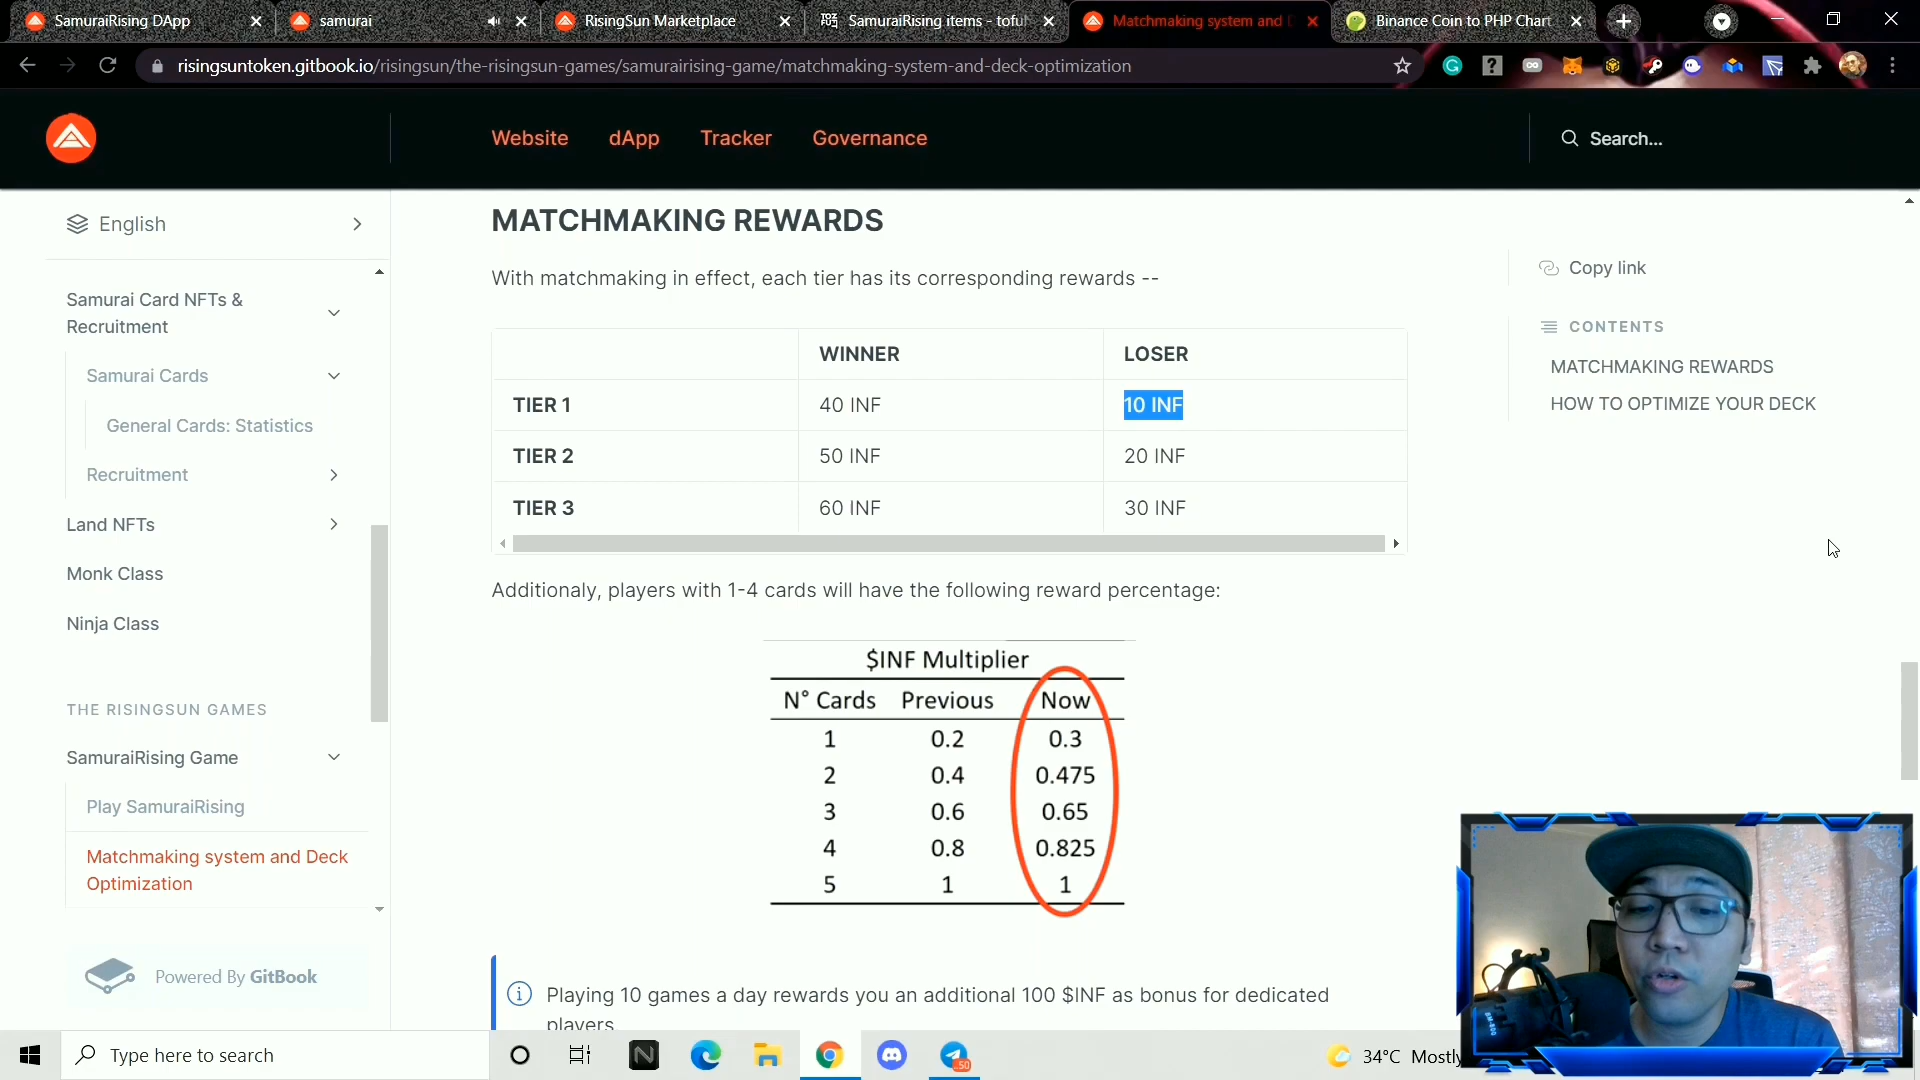 SamuraiRising DApp
samurai
RisingSun Marketplace
SamuraiRising items - tofu
Matchmaking system and
Binance Coin to PHP Chart
risingsuntoken.gitbook.io/risingsun/the-risingsun-games/samurairising-game/matchmaking-system-and-deck-optimization
Website
dApp
Tracker
Governance
Search...
English
Samurai Card NFTs &
Recruitment
Samurai Cards
General Cards: Statistics
Recruitment
Land NFTs
Monk Class
Ninja Class
THE RISINGSUN GAMES
SamuraiRising Game
Play SamuraiRising
Matchmaking system and Deck
Optimization
Powered By GitBook
MATCHMAKING REWARDS
With matchmaking in effect, each tier has its corresponding rewards --
WINNER LOSER
TIER 1 40 INF 10 INF
TIER 2 50 INF 20 INF
TIER 3 60 INF 30 INF
Additionaly, players with 1-4 cards will have the following reward percentage:
$INF Multiplier
N° Cards Previous Now
1 0.2 0.3
2 0.4 0.475
3 0.6 0.65
4 0.8 0.825
5 1 1
Playing 10 games a day rewards you an additional 100 $INF as bonus for dedicated
players.
Copy link
CONTENTS
MATCHMAKING REWARDS
HOW TO OPTIMIZE YOUR DECK
Type here to search
50
34°C Mostly